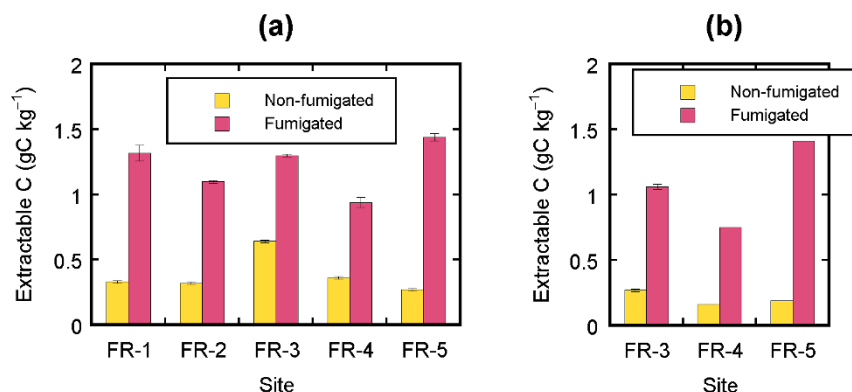 (a)
Extractable C (gC kg⁻¹)
2
1.5
1
0.5
0
Non-fumigated
Fumigated
FR-1 FR-2 FR-3 FR-4 FR-5
Site
(b)
Extractable C (gC kg⁻¹)
2
1.5
1
0.5
0
Non-fumigated
Fumigated
FR-3 FR-4 FR-5
Site